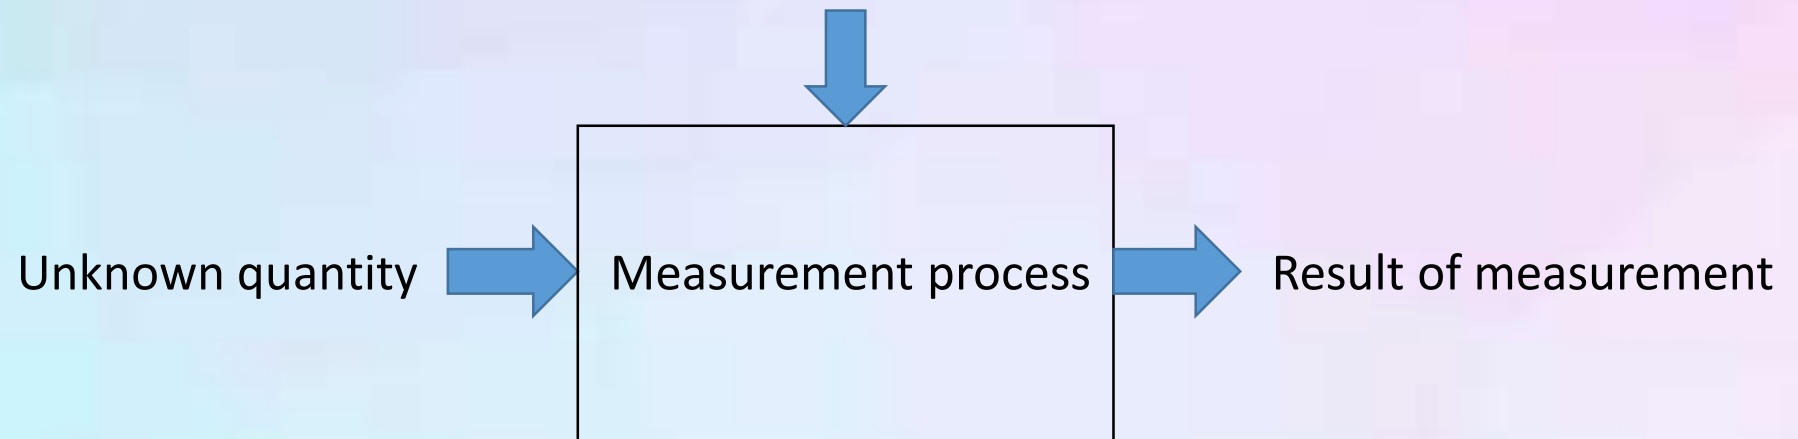 Unknown quantity
Measurement process
Result of measurement